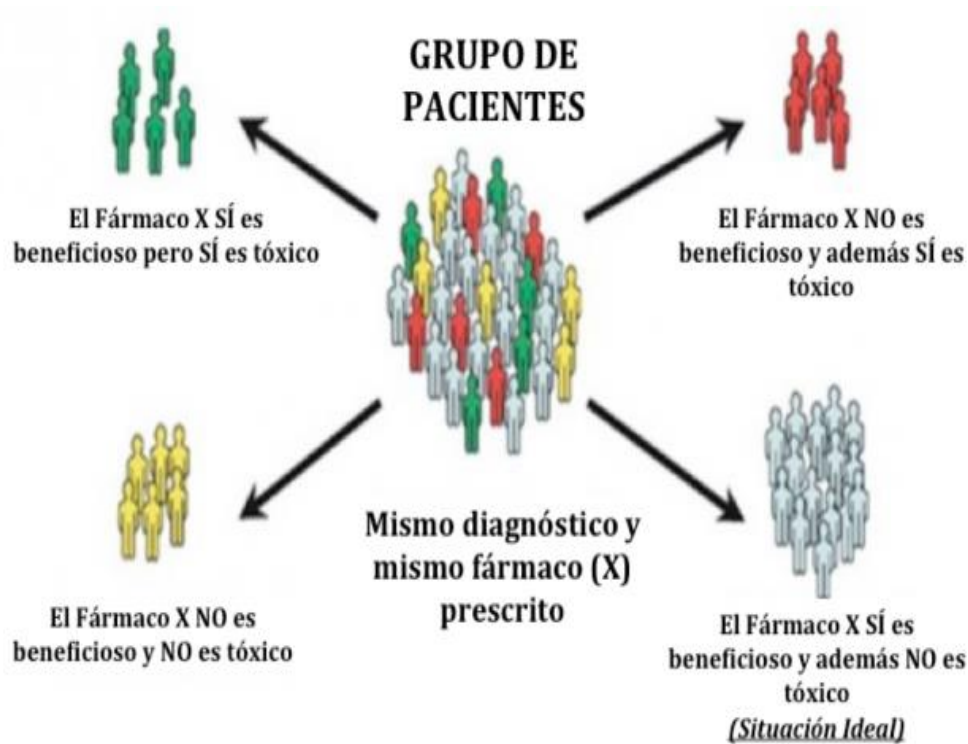 GRUPO DE
PACIENTES
El Fármaco X SÍ es
beneficioso pero SÍ es tóxico
El Fármaco X NO es
beneficioso y además SÍ es
tóxico
Mismo diagnóstico y
mismo fármaco (X)
prescrito
El Fármaco X NO es
beneficioso y NO es tóxico
El Fármaco X SÍ es
beneficioso y además NO es
tóxico
(Situación Ideal)